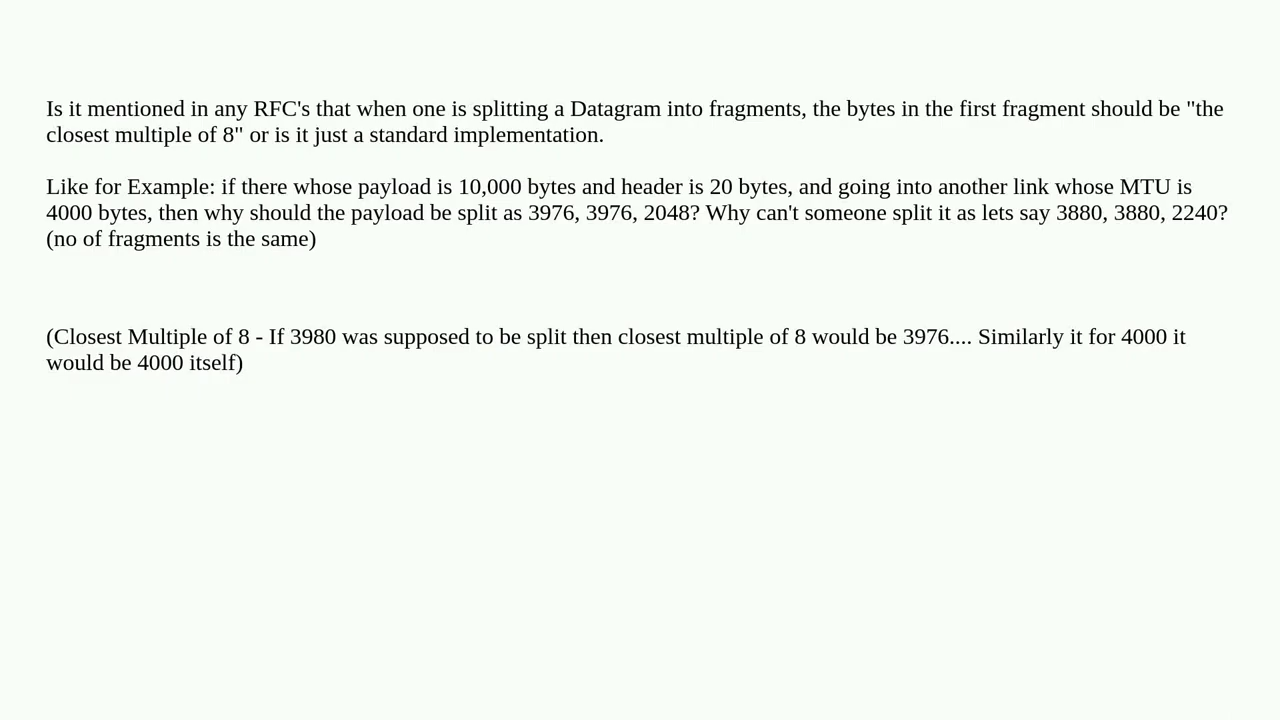 Is it mentioned in any RFC's that when one is splitting a Datagram into fragments, the bytes in the first fragment should be "the
closest multiple of 8" or is it just a standard implementation.
Like for Example: if there whose payload is 10,000 bytes and header is 20 bytes, and going into another link whose MTU is
4000 bytes, then why should the payload be split as 3976, 3976, 2048? Why can't someone split it as lets say 3880, 3880, 2240?
(no of fragments is the same)
(Closest Multiple of 8 - If 3980 was supposed to be split then closest multiple of 8 would be 3976.... Similarly it for 4000 it
would be 4000 itself)